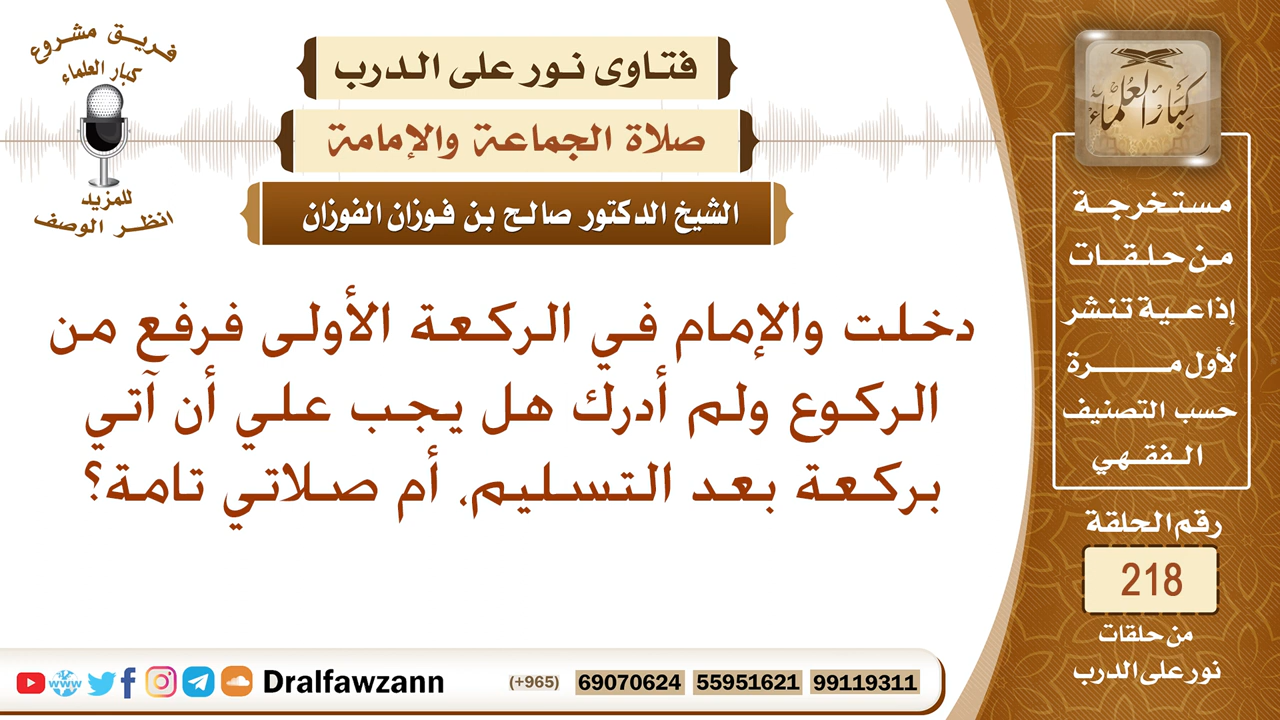 فريق مشروع
كبار العلماء
للمزيد
انظر الوصف
فتاوى نور على الدرب
صلاة الجماعة والإمامة
الشيخ الدكتور صالح بن فوزان الفوزان
دخلت والإمام في الركعة الأولى فرفع من
الركوع ولم أدرك هل يجب علي أن آتي
بركعة بعد التسليم، أم صلاتي تامة؟
كبار العلماء
مستخرجة
من حلقات
إذاعية تنشر
لأول مرة
حسب التصنيف
الفقهي
رقم الحلقة
218
من حلقات
نور على الدرب
www Dralfawzann (+965) 69070624 55951621 99119311